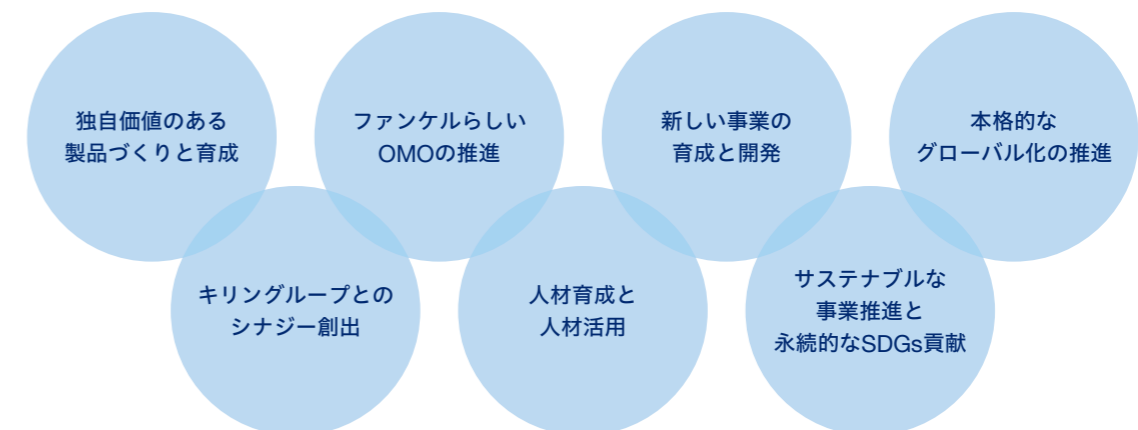 独自価値のある
製品づくりと育成
ファンケルらしい
OMOの推進
新しい事業の
育成と開発
本格的な
グローバル化の推進
キリングループとの
シナジー創出
人材育成と
人材活用
サステナブルな
事業推進と
永続的なSDGs貢献